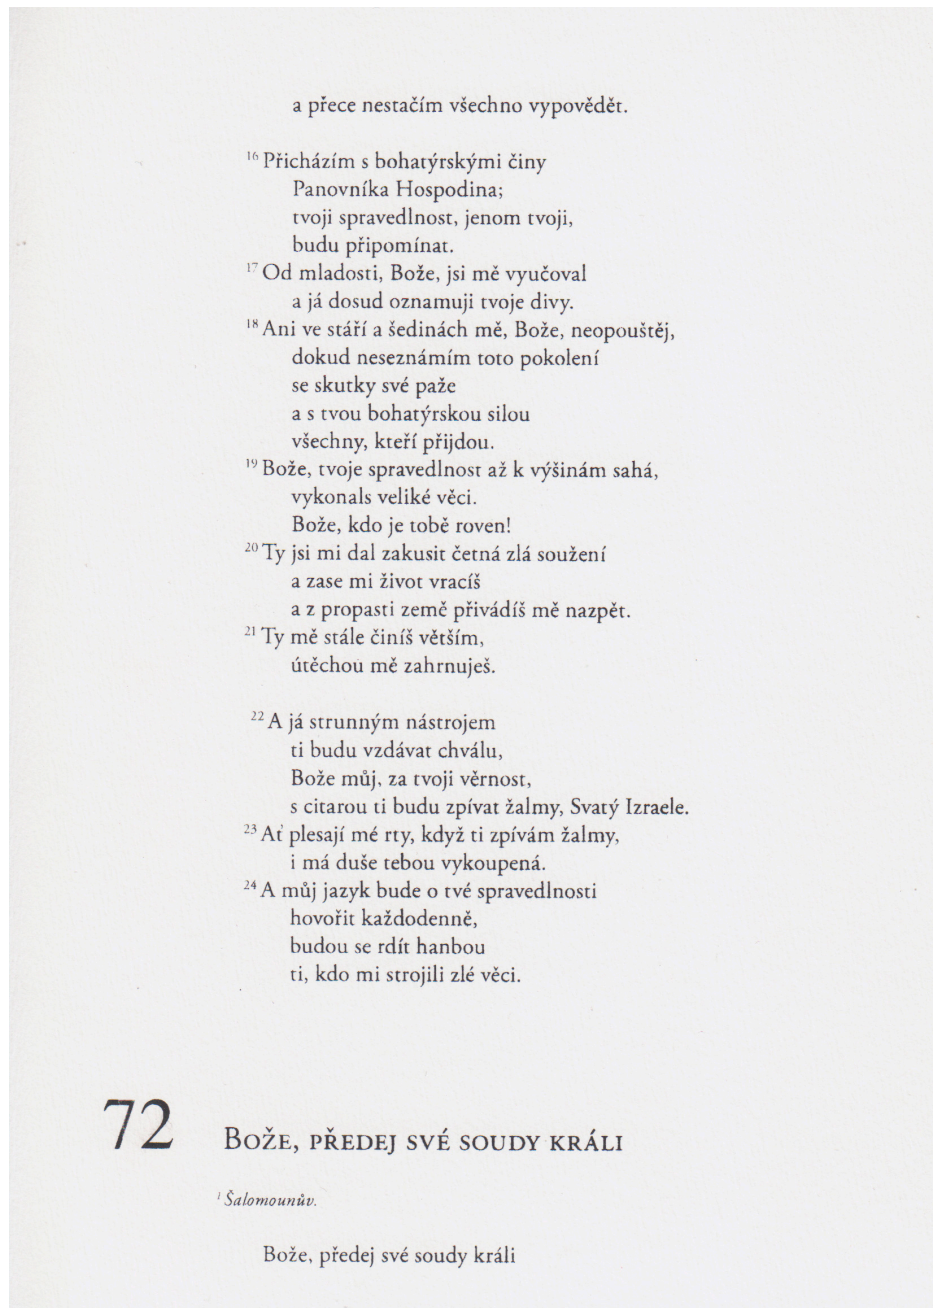 a přece nestačím všechno vypovědět.
16 Přicházím s bohatýrskými činy
Panovníka Hospodina;
tvoji spravedlnost, jenom tvoji,
budu připomínat.
17 Od mladosti, Bože, jsi mě vyučoval
a já dosud oznamuji tvoje divy.
18 Ani ve stáří a šedinách mě, Bože, neopouštěj,
dokud neseznámím toto pokolení
se skutky své paže
a s tvou bohatýrskou silou
všechny, kteří přijdou.
19 Bože, tvoje spravedlnost až k výšinám sahá,
vykonals veliké věci.
Bože, kdo je tobě roven!
20 Ty jsi mi dal zakusit četná zlá soužení
a zase mi život vracíš
a z propasti země přivádíš mě nazpět.
21 Ty mě stále činíš větším,
útěchou mě zahrnuješ.
22 A já strunným nástrojem
ti budu vzdávat chválu,
Bože můj, za tvoji věrnost,
s citarou ti budu zpívat žalmy, Svatý Izraele.
23 Ať plesají mé rty, když ti zpívám žalmy,
i má duše tebou vykoupená.
24 A můj jazyk bude o tvé spravedlnosti
hovořit každodenně,
budou se rdít hanbou
ti, kdo mi strojili zlé věci.
72 BOŽE, PŘEDEJ SVÉ SOUDY KRÁLI
1 Šalomounův.
Bože, předej své soudy králi